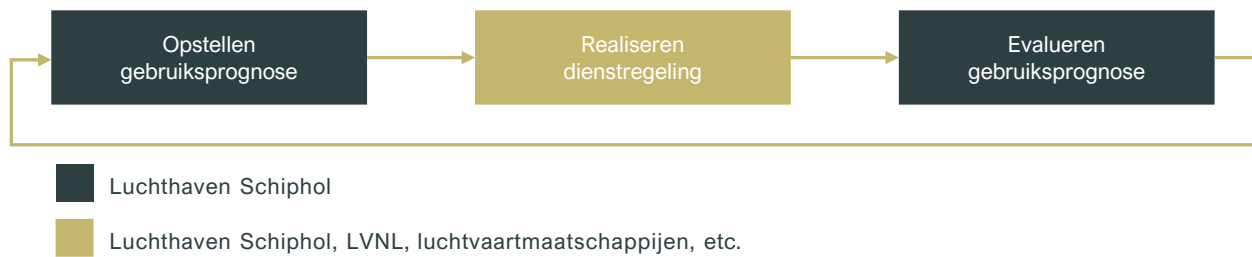 Opstellen
gebruiksprognose
Realiseren
dienstregeling
Evalueren
gebruiksprognose
Luchthaven Schiphol
Luchthaven Schiphol, LVNL, luchtvaartmaatschappijen, etc.